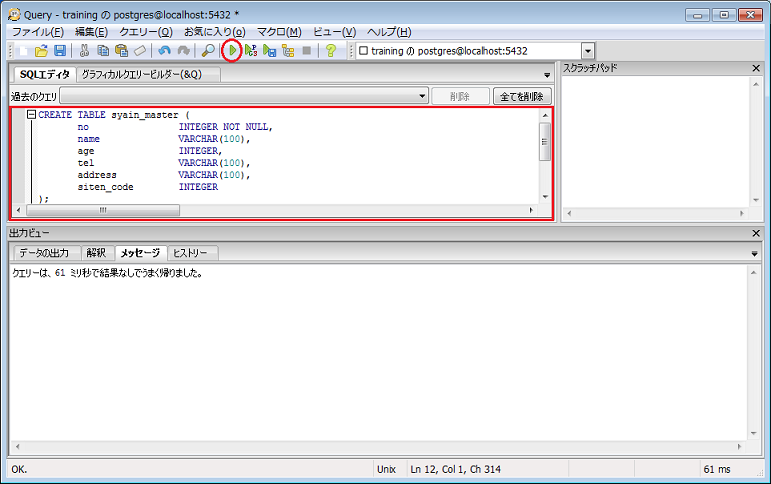 Query - training の postgres@localhost:5432 *
ファイル(F) 編集(E) クエリー(Q) お気に入り(o) マクロ(M) ビュー(V) ヘルプ(H)
training の postgres@localhost:5432
SQLエディタ グラフィカルクエリービルダー(&Q)
スクラッチパッド
過去のクエリ 削除 全てを削除
CREATE TABLE syain_master (
no INTEGER NOT NULL,
name VARCHAR(100),
age INTEGER,
tel VARCHAR(100),
address VARCHAR(100),
siten_code INTEGER
);
出力ビュー
データの出力 解釈 メッセージ ヒストリー
クエリーは、61 ミリ秒で結果なしでうまく帰りました。
OK. Unix Ln 12, Col 1, Ch 314 61 ms